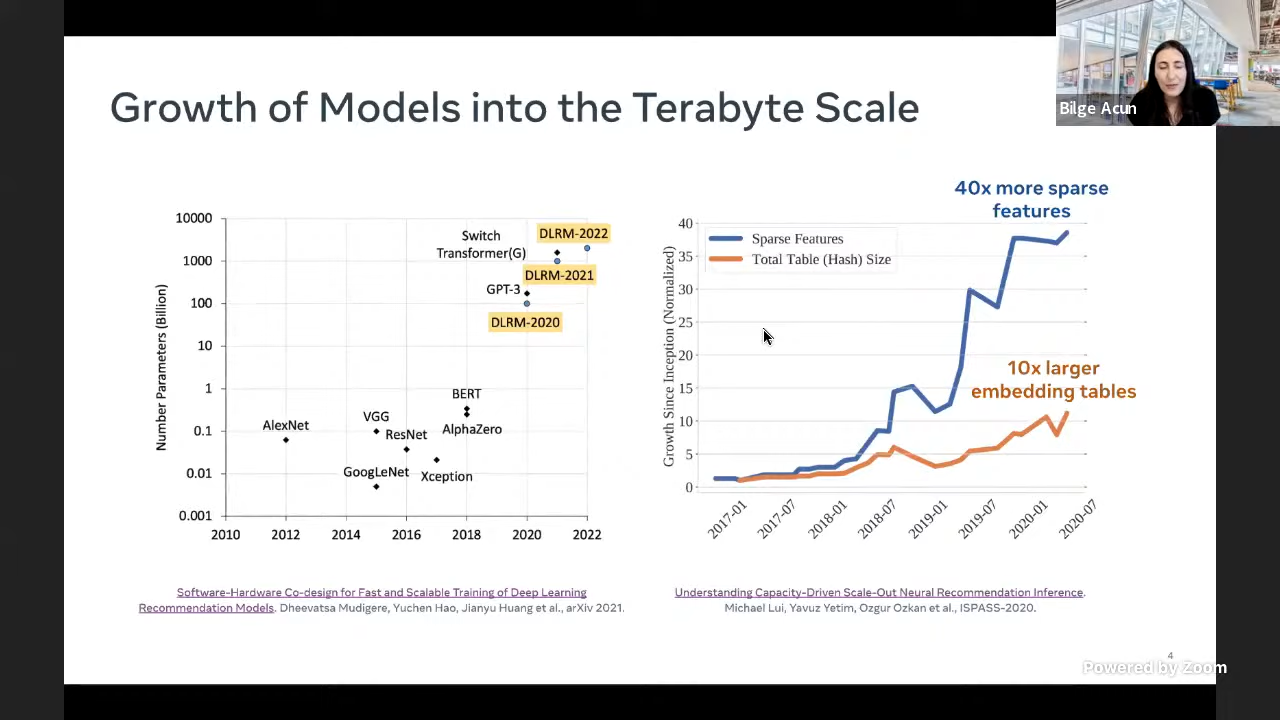 Growth of Models into the Terabyte Scale
Bilge Acun
Number Parameters (Billion)
10000
1000
100
10
1
0.1
0.01
0.001
2010
2012
2014
2016
2018
2020
2022
AlexNet
VGG
ResNet
GoogLeNet
Xception
BERT
AlphaZero
Switch
Transformer(G)
GPT-3
DLRM-2022
DLRM-2021
DLRM-2020
Software-Hardware Co-design for Fast and Scalable Training of Deep Learning
Recommendation Models. Dheevatsa Mudigere, Yuchen Hao, Jianyu Huang et al., arXiv 2021.
40x more sparse
features
Growth Since Inception (Normalized)
40
35
30
25
20
15
10
5
0
Sparse Features
Total Table (Hash) Size
10x larger
embedding tables
2017-01
2017-07
2018-01
2018-07
2019-01
2019-07
2020-01
2020-07
Understanding Capacity-Driven Scale-Out Neural Recommendation Inference.
Michael Lui, Yavuz Yetim, Ozgur Ozkan et al., ISPASS-2020.
4
Powered by Zoom